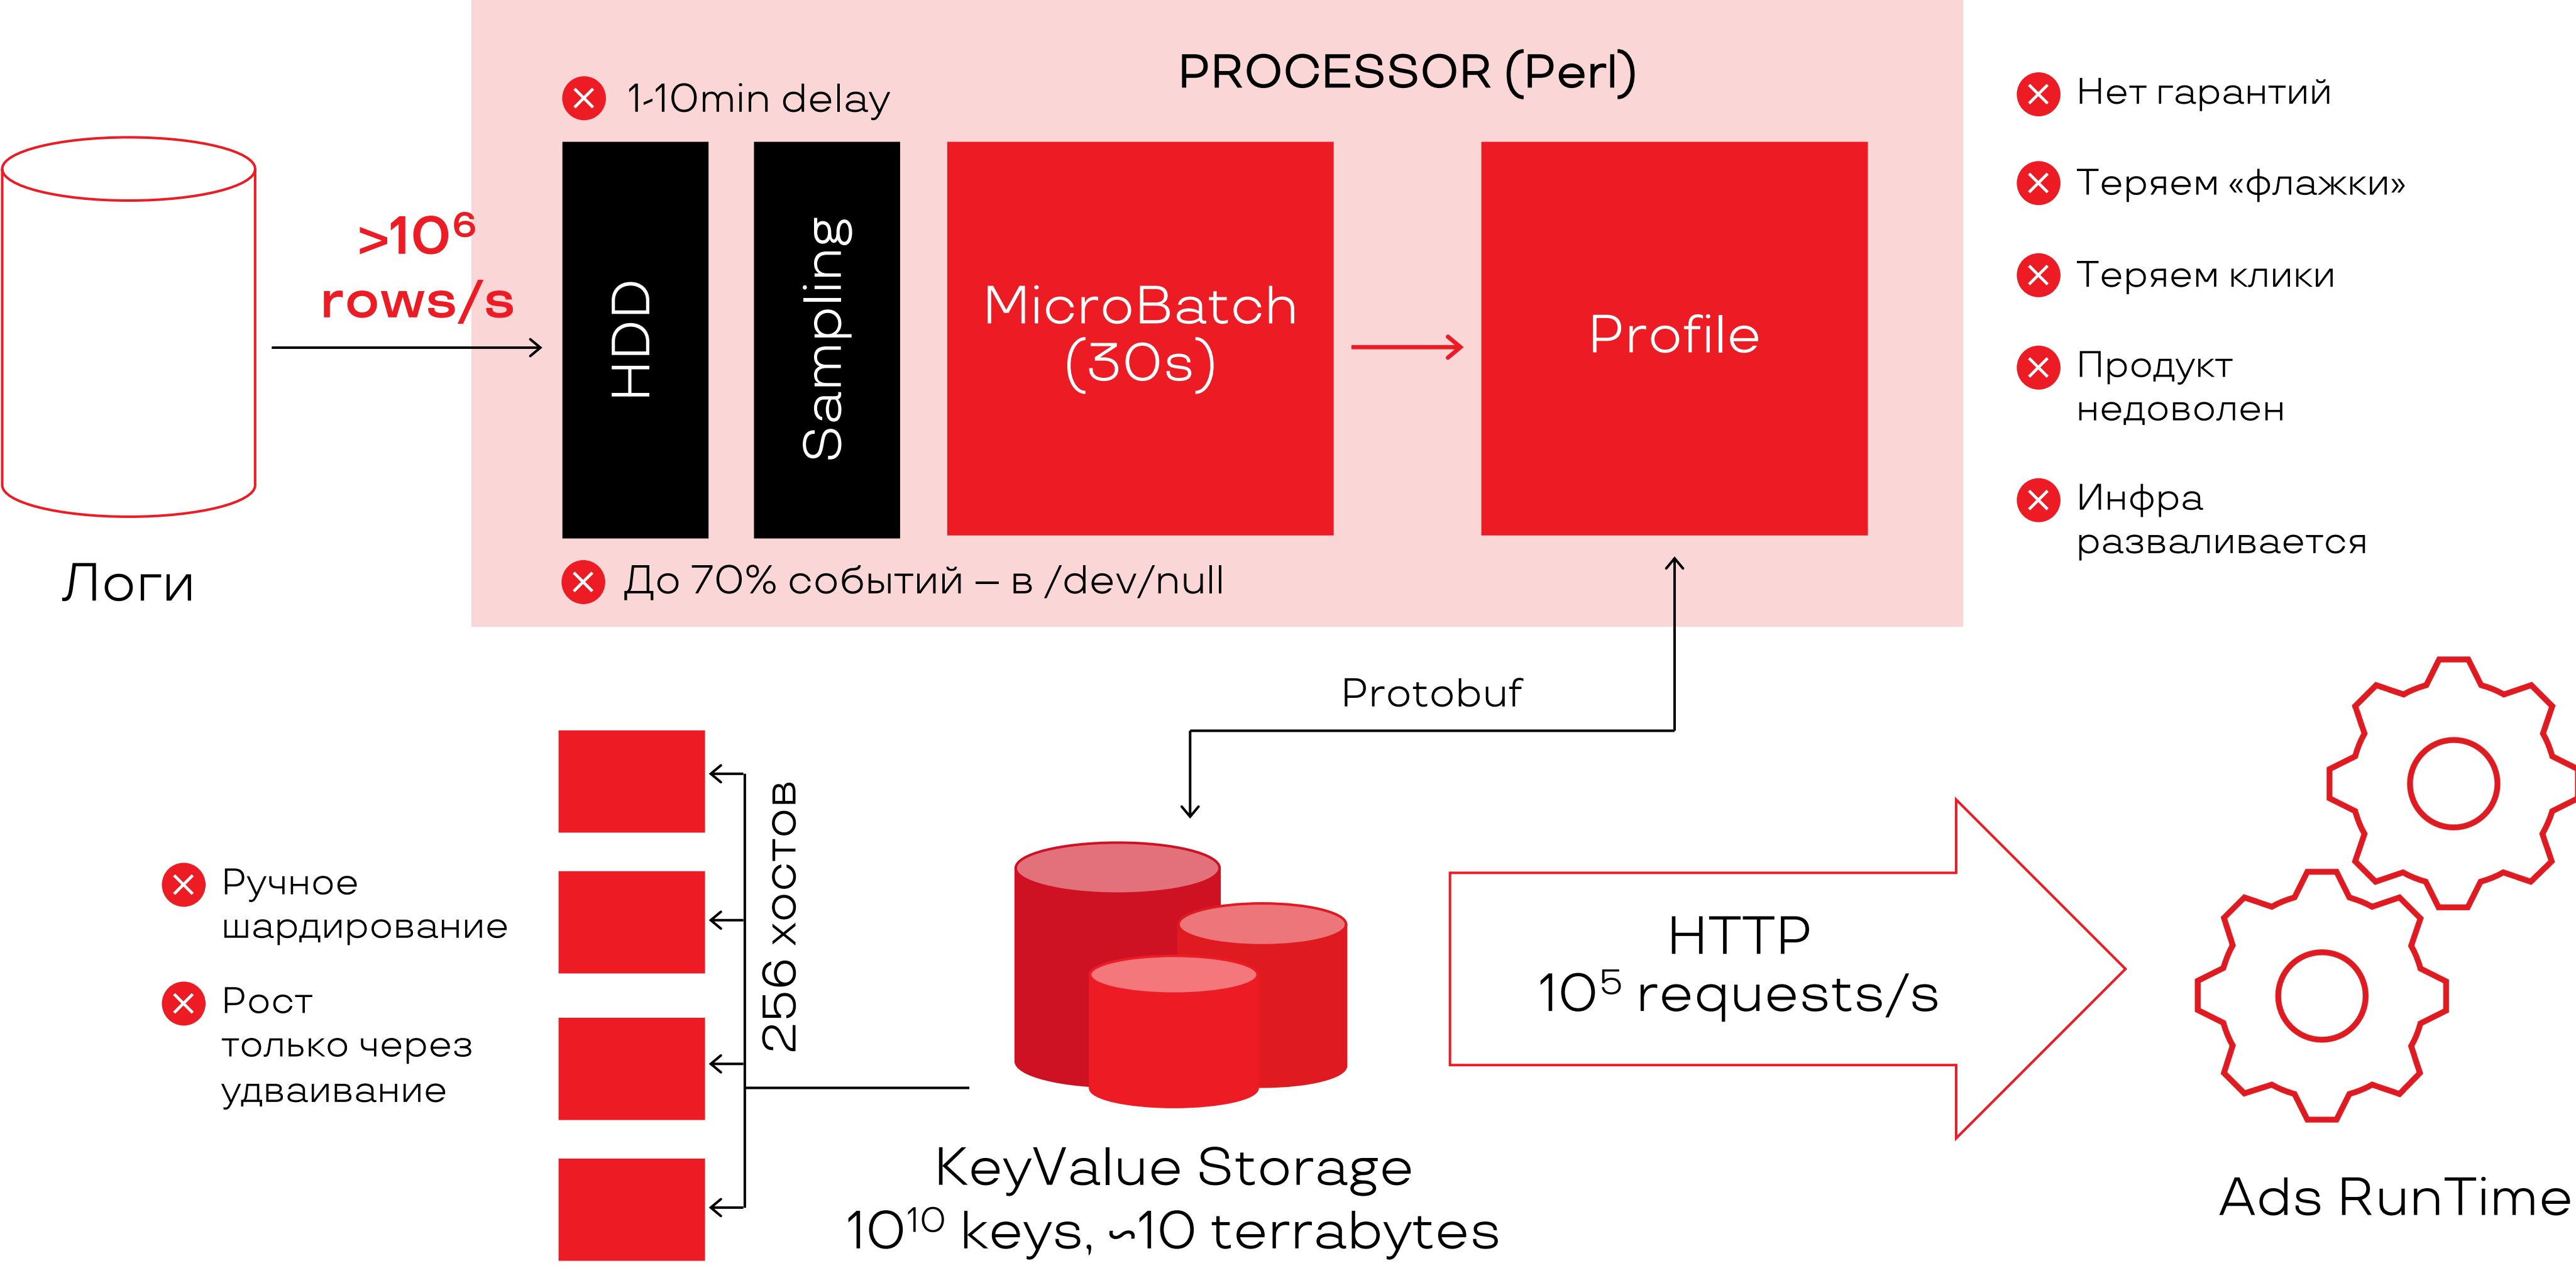 PROCESSOR (Perl)
1-10min delay
>10⁶
rows/s
Логи
HDD
Sampling
MicroBatch
(30s)
Profile
До 70% событий – в /dev/null
Нет гарантий
Теряем «флажки»
Теряем клики
Продукт
недоволен
Инфра
разваливается
Protobuf
256 хостов
Ручное
шардирование
Рост
только через
удваивание
KeyValue Storage
10¹⁰ keys, ~10 terrabytes
HTTP
10⁵ requests/s
Ads RunTime